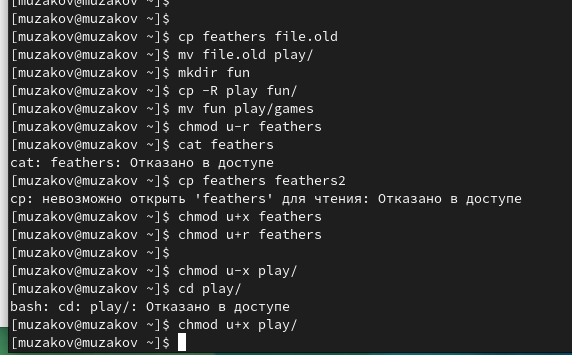 [muzakov@muzakov ~]$
[muzakov@muzakov ~]$
[muzakov@muzakov ~]$ cp feathers file.old
[muzakov@muzakov ~]$ mv file.old play/
[muzakov@muzakov ~]$ mkdir fun
[muzakov@muzakov ~]$ cp -R play fun/
[muzakov@muzakov ~]$ mv fun play/games
[muzakov@muzakov ~]$ chmod u-r feathers
[muzakov@muzakov ~]$ cat feathers
cat: feathers: Отказано в доступе
[muzakov@muzakov ~]$ cp feathers feathers2
cp: невозможно открыть 'feathers' для чтения: Отказано в доступе
[muzakov@muzakov ~]$ chmod u+x feathers
[muzakov@muzakov ~]$ chmod u+r feathers
[muzakov@muzakov ~]$
[muzakov@muzakov ~]$ chmod u-x play/
[muzakov@muzakov ~]$ cd play/
bash: cd: play/: Отказано в доступе
[muzakov@muzakov ~]$ chmod u+x play/
[muzakov@muzakov ~]$